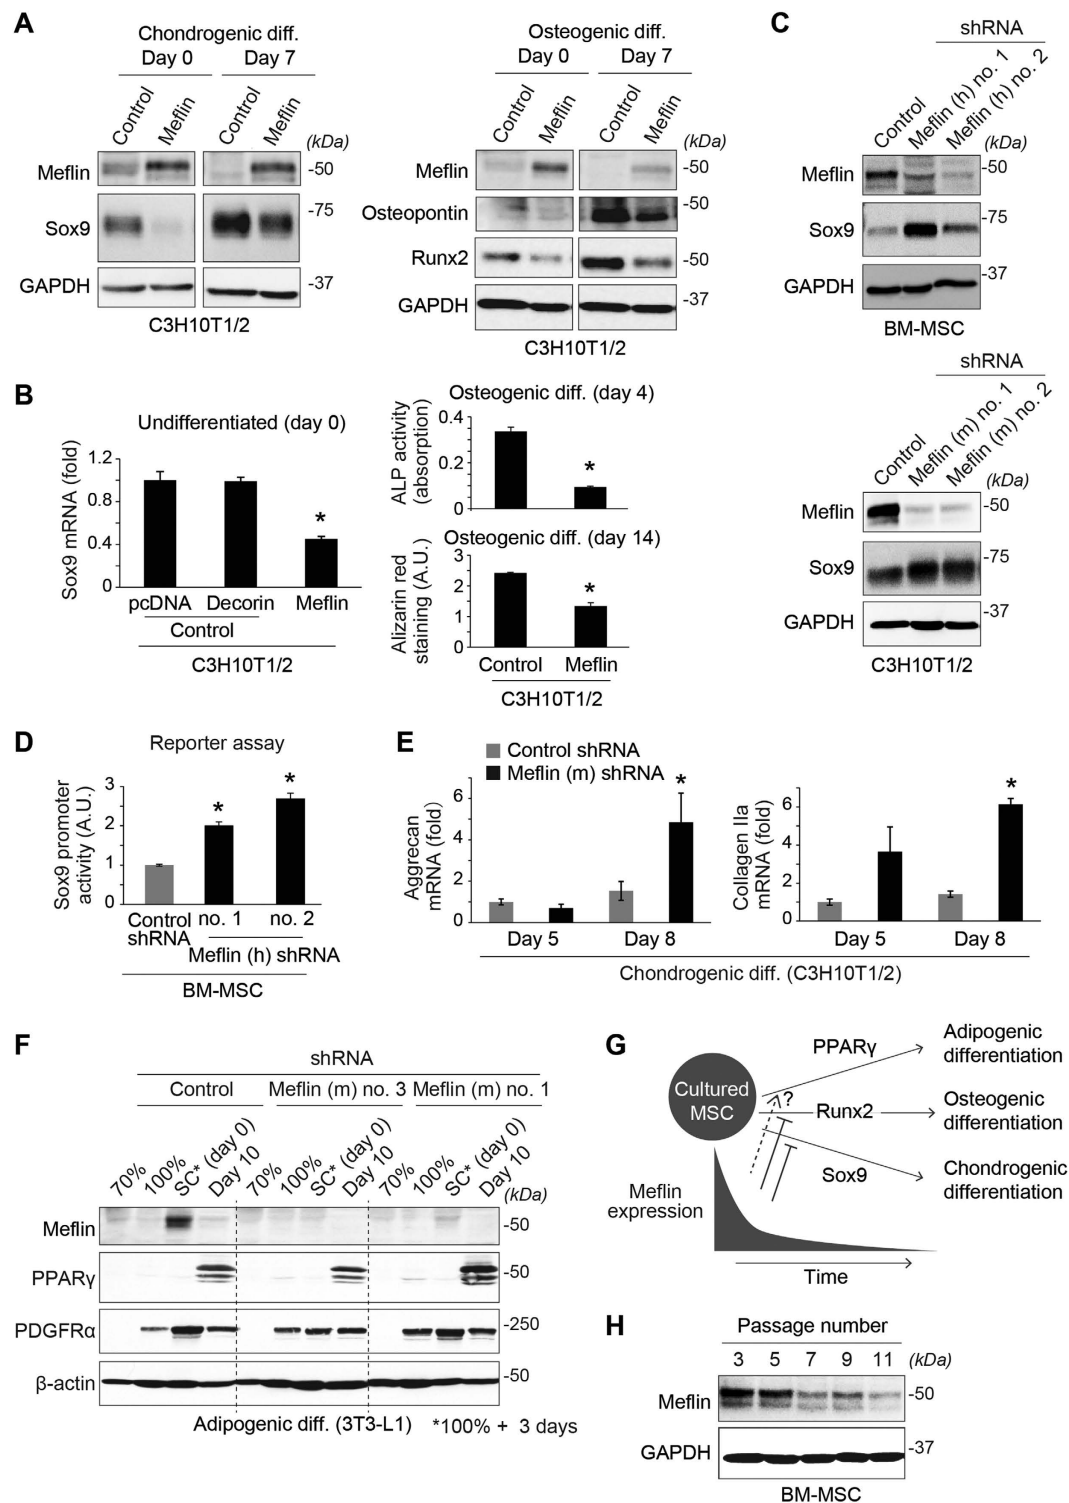 A
Chondrogenic diff.
Day 0 Day 7
Control Meflin Control Meflin (kDa)
Meflin -50
Sox9 -75
GAPDH -37
C3H10T1/2
Osteogenic diff.
Day 0 Day 7
Control Meflin Control Meflin (kDa)
Meflin -50
Osteopontin -50
Runx2 -50
GAPDH -37
C3H10T1/2
C
shRNA
Control Meflin (h) no. 1 Meflin (h) no. 2
(kDa)
Meflin -50
Sox9 -75
GAPDH -37
BM-MSC
shRNA
Control Meflin (m) no. 1 Meflin (m) no. 2
(kDa)
Meflin -50
Sox9 -75
GAPDH -37
C3H10T1/2
B
Undifferentiated (day 0)
Sox9 mRNA (fold)
1.2
0.8
0.4
0
*
pcDNA Decorin Meflin
Control
C3H10T1/2
Osteogenic diff. (day 4)
ALP activity
(absorption)
0.4
0.2
0
*
Osteogenic diff. (day 14)
Alizarin red
staining (A.U.)
3
2
1
0
*
Control Meflin
C3H10T1/2
D
Reporter assay
Sox9 promoter
activity (A.U.)
3
2
1
0
* *
Control
shRNA
no. 1 no. 2
Meflin (h) shRNA
BM-MSC
E
Control shRNA
Meflin (m) shRNA
Aggrecan
mRNA (fold)
6
4
2
0
*
Day 5 Day 8
Collagen IIa
mRNA (fold)
6
4
2
0
*
Day 5 Day 8
Chondrogenic diff. (C3H10T1/2)
F
shRNA
Control Meflin (m) no. 3 Meflin (m) no. 1
70% 100% SC* (day 0) Day 10 70% 100% SC* (day 0) Day 10 70% 100% SC* (day 0) Day 10
(kDa)
Meflin -50
PPARγ -50
PDGFRα -250
β-actin -50
Adipogenic diff. (3T3-L1) *100% + 3 days
G
Cultured
MSC
PPARγ
Adipogenic
differentiation
?
Runx2
Osteogenic
differentiation
Sox9
Chondrogenic
differentiation
Meflin
expression
Time
H
Passage number
3 5 7 9 11 (kDa)
Meflin -50
GAPDH -37
BM-MSC